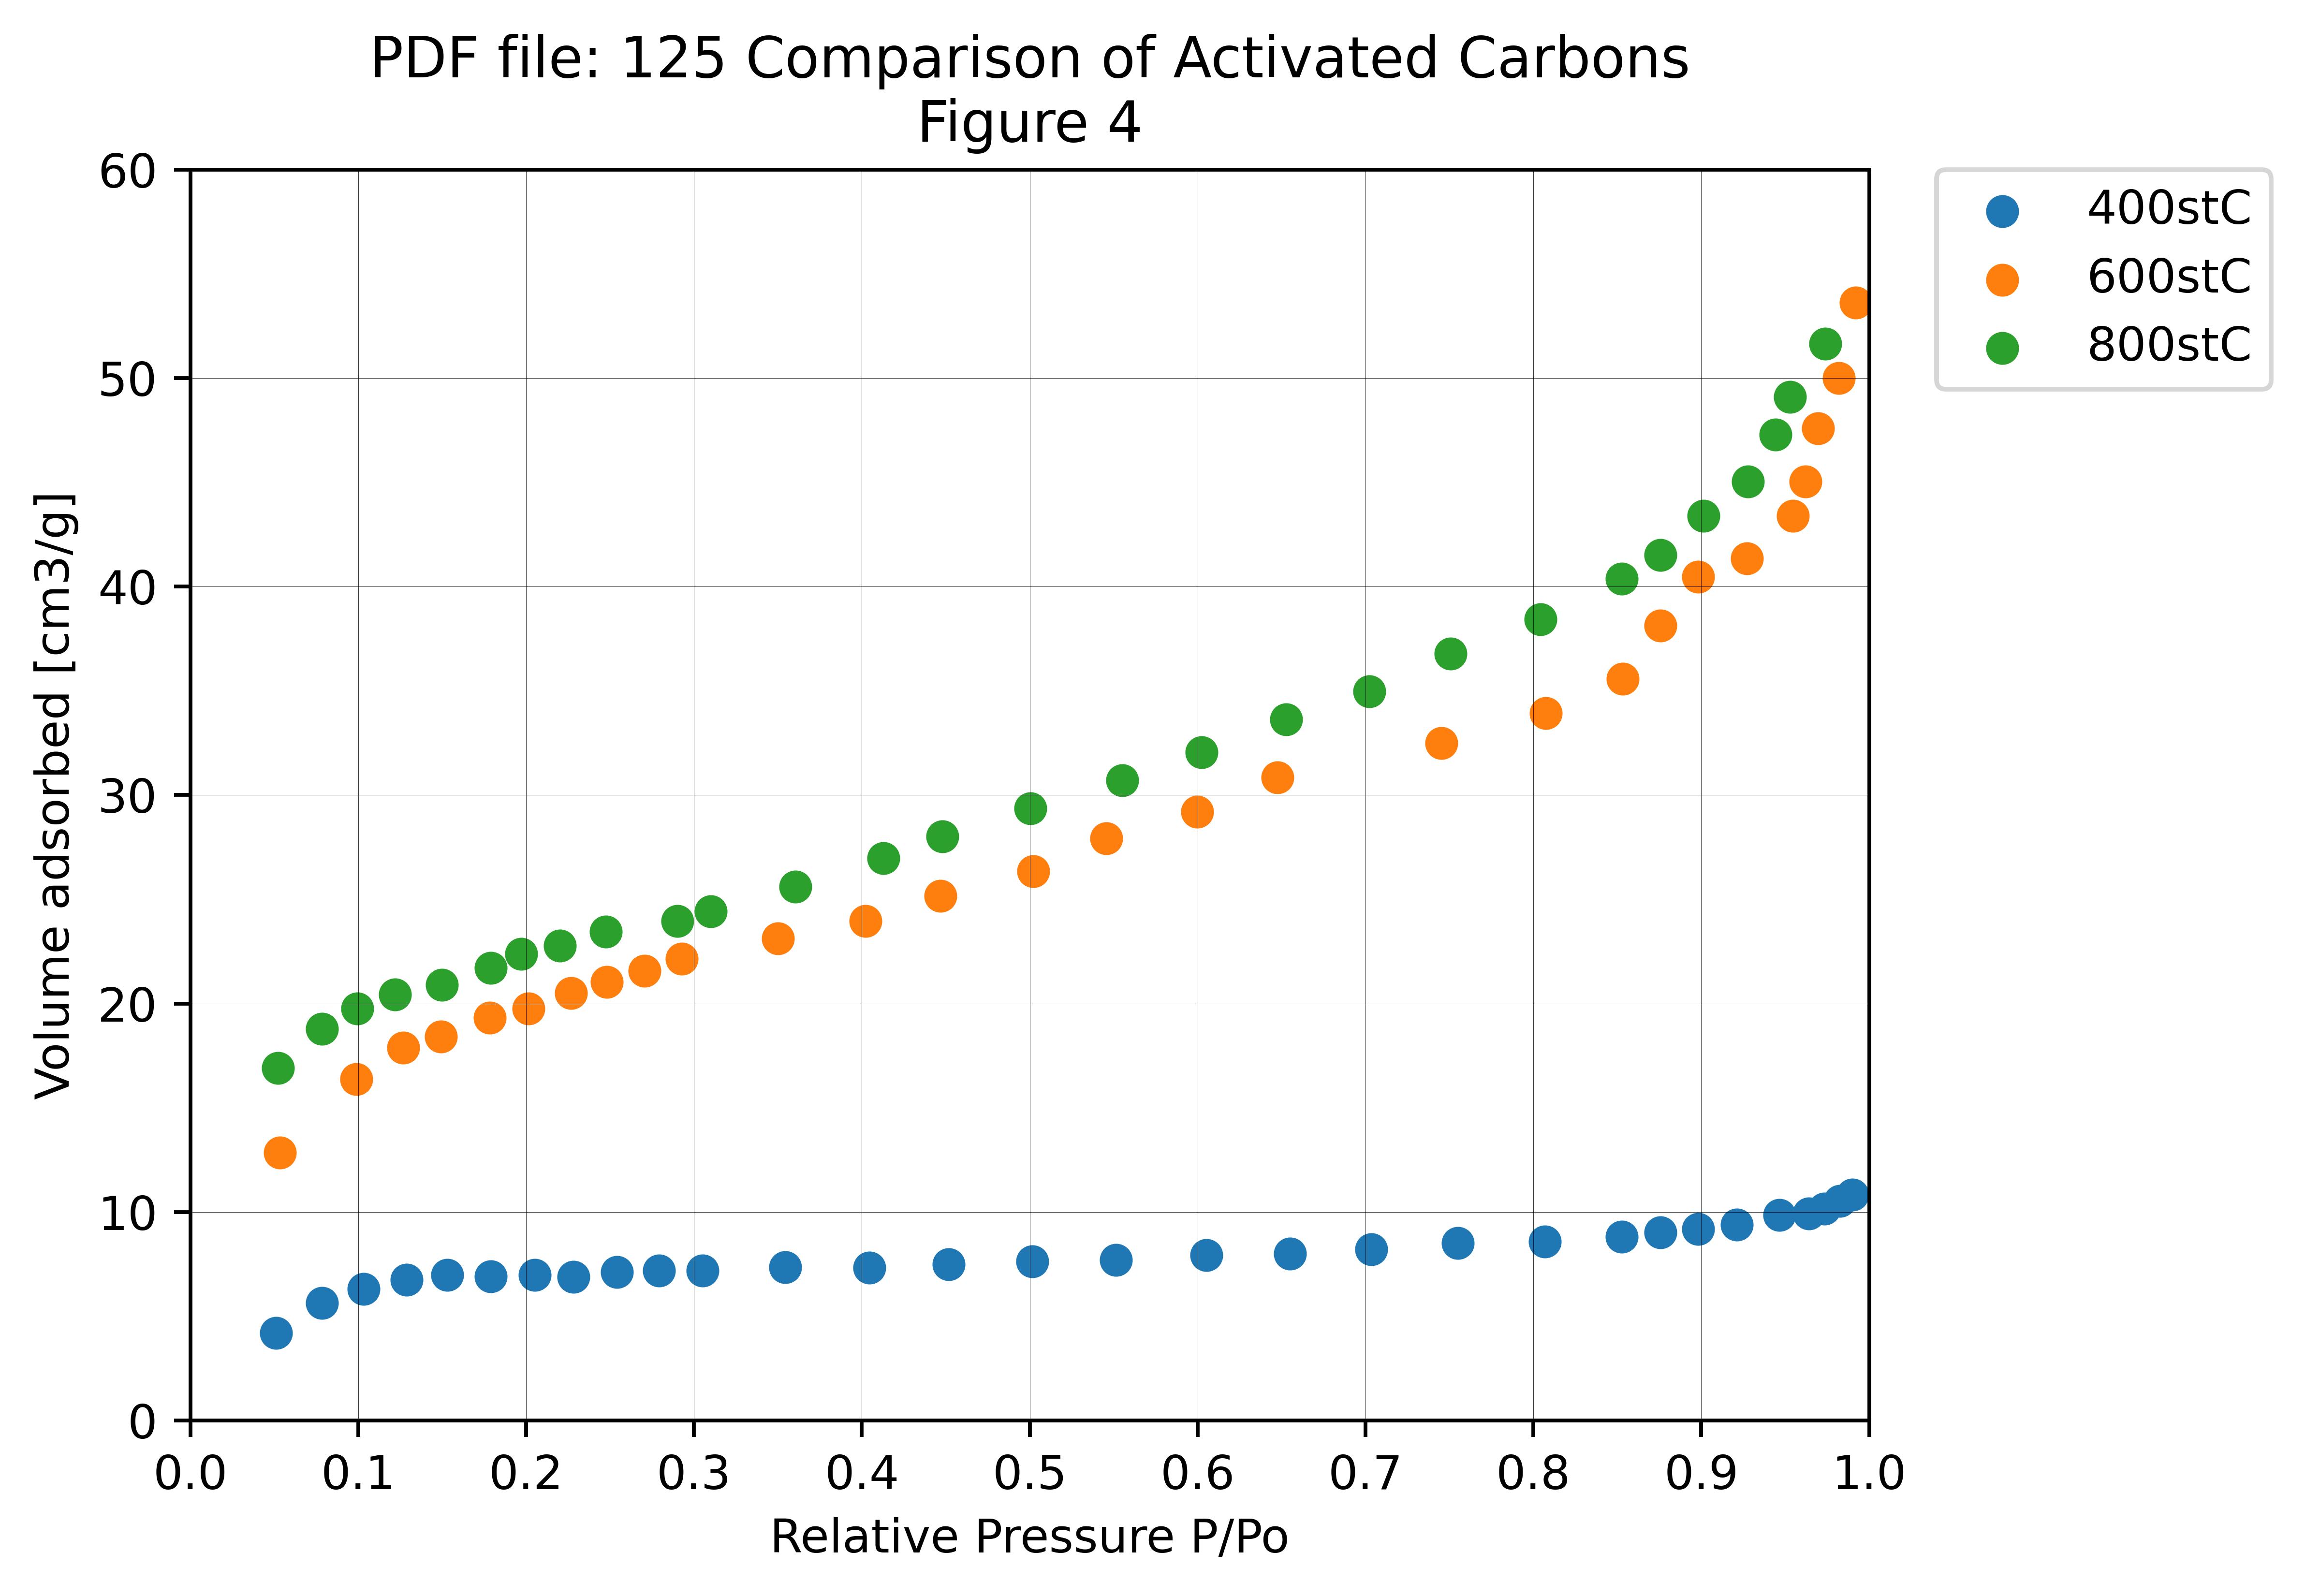 PDF file: 125 Comparison of Activated Carbons
Figure 4
60
50
40
30
20
10
0
Volume adsorbed [cm3/g]
0.0 0.1 0.2 0.3 0.4 0.5 0.6 0.7 0.8 0.9 1.0
Relative Pressure P/Po
400stC
600stC
800stC